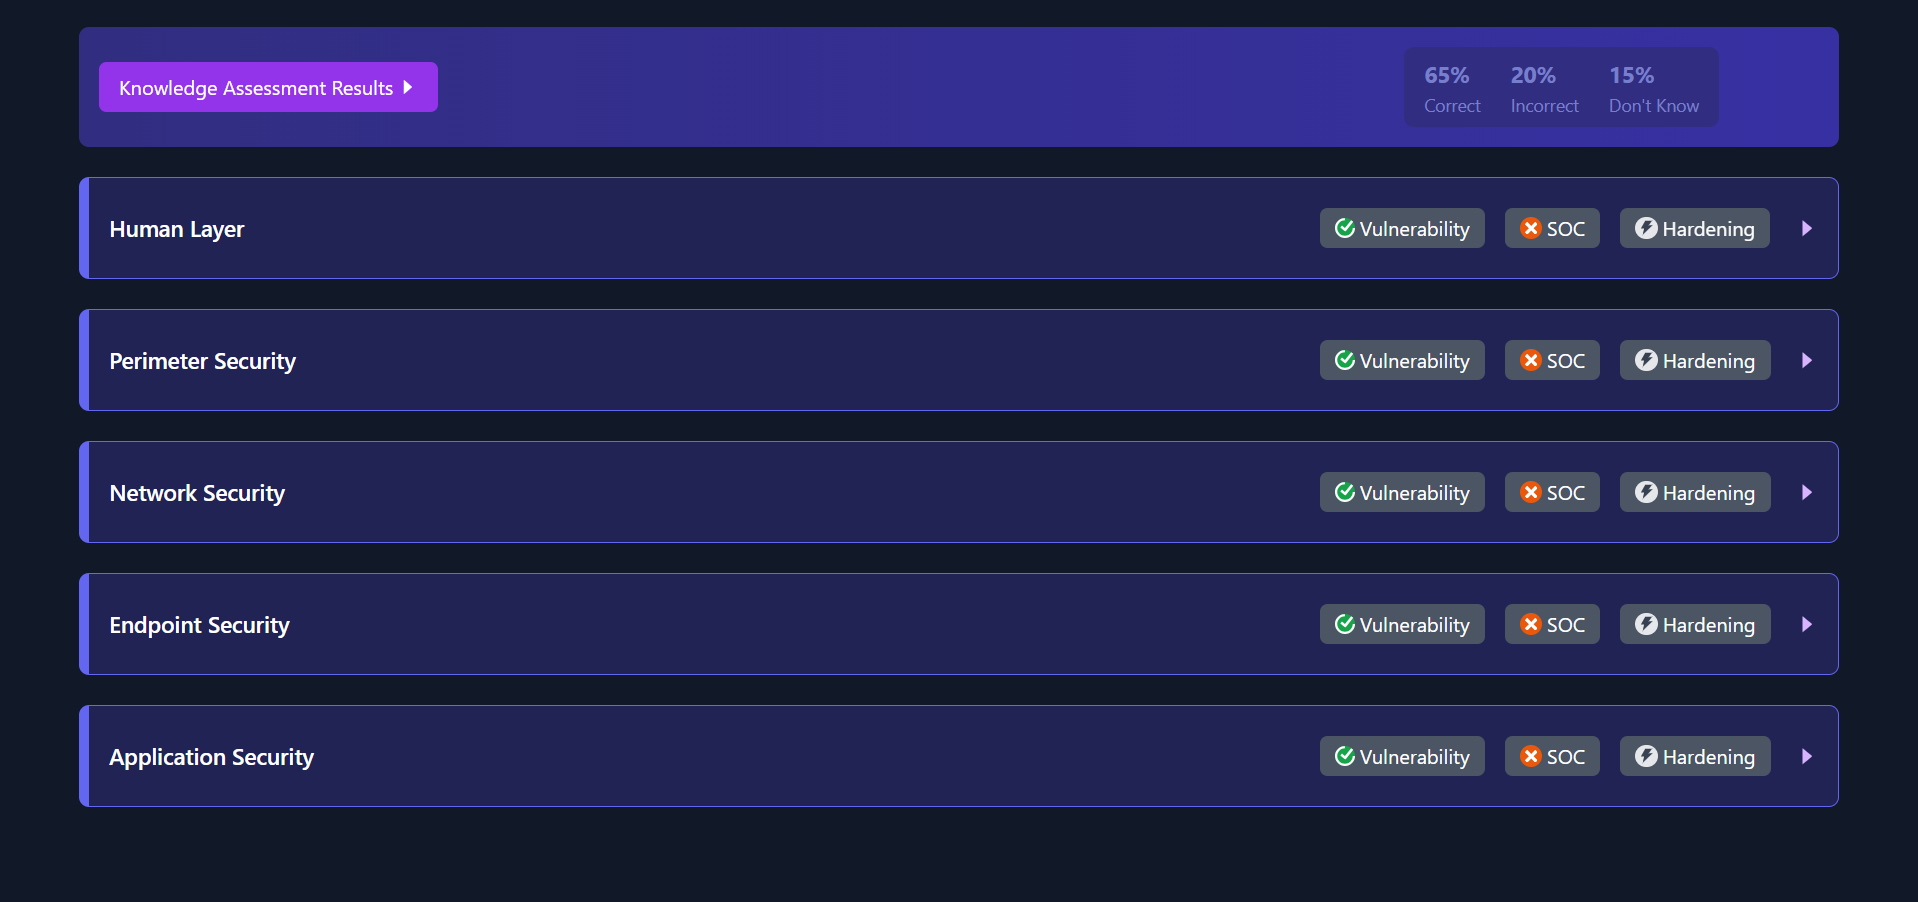 Knowledge Assessment Results
65% 20% 15%
Correct Incorrect Don't Know
Human Layer Vulnerability SOC Hardening
Perimeter Security Vulnerability SOC Hardening
Network Security Vulnerability SOC Hardening
Endpoint Security Vulnerability SOC Hardening
Application Security Vulnerability SOC Hardening